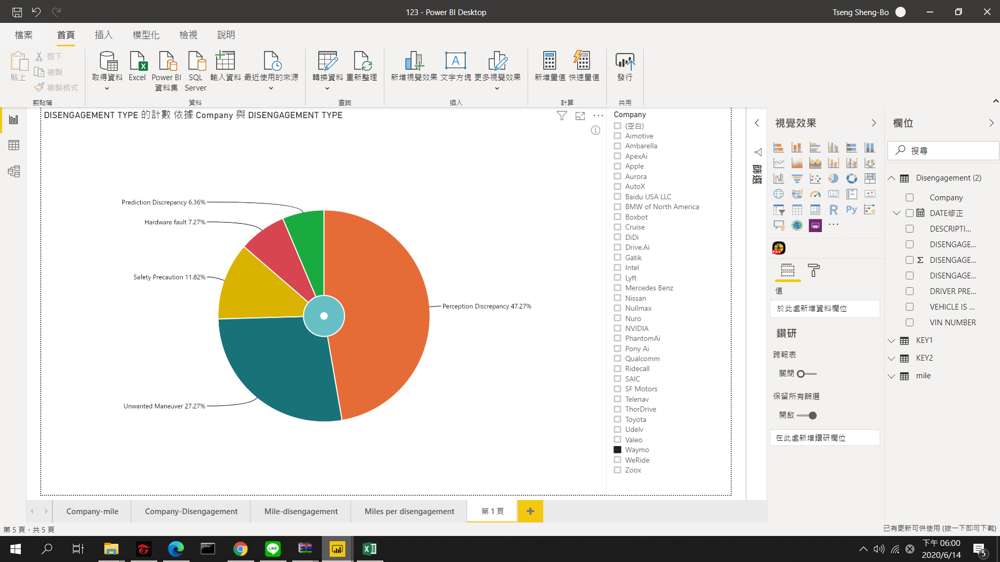 123 - Power BI Desktop
Tseng Sheng-Bo
檔案 首頁 插入 模型化 檢視 說明
貼上
剪下
複製
複製格式
剪貼簿
取得資料
Excel
Power BI
資料集
SQL
Server
輸入資料
最近使用的來源
資料
轉換資料
重新整理
查詢
新增視覺效果
文字方塊
更多視覺效果
插入
新增量值
快速量值
計算
發行
共用
DISENGAGEMENT TYPE 的計數 依據 Company 與 DISENGAGEMENT TYPE
Prediction Discrepancy 6.36%
Hardware fault 7.27%
Safety Precaution 11.82%
Perception Discrepancy 47.27%
Unwanted Maneuver 27.27%
Company
(空白)
Aimotive
Ambarella
ApexAi
Apple
Aurora
AutoX
Baidu USA LLC
BMW of North America
Boxbot
Cruise
DiDi
Drive.Ai
Gatik
Intel
Lyft
Mercedes Benz
Nissan
Nullmax
Nuro
NVIDIA
PhantomAi
Pony Ai
Qualcomm
Ridecall
SAIC
SF Motors
Telenav
ThorDrive
Toyota
Udelv
Valeo
Waymo
WeRide
Zoox
篩選
視覺效果
123
R
Py
PRO
值
於此處新增資料欄位
鑽研
跨報表
關閉
保留所有篩選
開啟
在此處新增鑽研欄位
欄位
搜尋
Disengagement (2)
Company
DATE修正
DESCRIPTI...
DISENGAGE...
Σ DISENGAGE...
DISENGAGE...
DRIVER PRE...
VEHICLE IS ...
VIN NUMBER
KEY1
KEY2
mile
Company-mile
Company-Disengagement
Mile-disengagement
Miles per disengagement
第 1 頁
第 5 頁，共 5 頁
已有更新可供使用 (按一下即可下載)
LINE
下午 06:00
2020/6/14
5